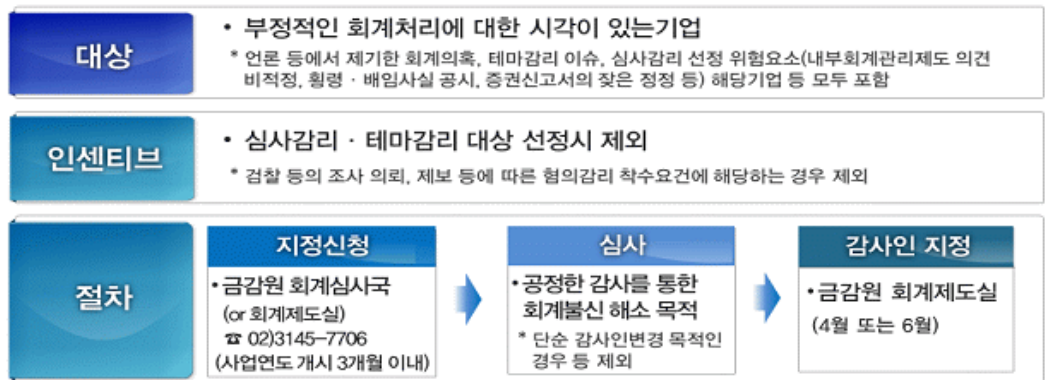 대상
• 부정적인 회계처리에 대한 시각이 있는기업
* 언론 등에서 제기한 회계의혹, 테마감리 이슈, 심사감리 선정 위험요소(내부회계관리제도 의견
비적정, 횡령 · 배임사실 공시, 증권신고서의 잦은 정정 등) 해당기업 등 모두 포함
인센티브
• 심사감리 · 테마감리 대상 선정시 제외
* 검찰 등의 조사 의뢰, 제보 등에 따른 혐의감리 착수요건에 해당하는 경우 제외
절차
지정신청
• 금감원 회계심사국
(or 회계제도실)
☎ 02)3145-7706
(사업연도 개시 3개월 이내)
심사
• 공정한 감사를 통한
회계불신 해소 목적
* 단순 감사인변경 목적인
경우 등 제외
감사인 지정
• 금감원 회계제도실
(4월 또는 6월)